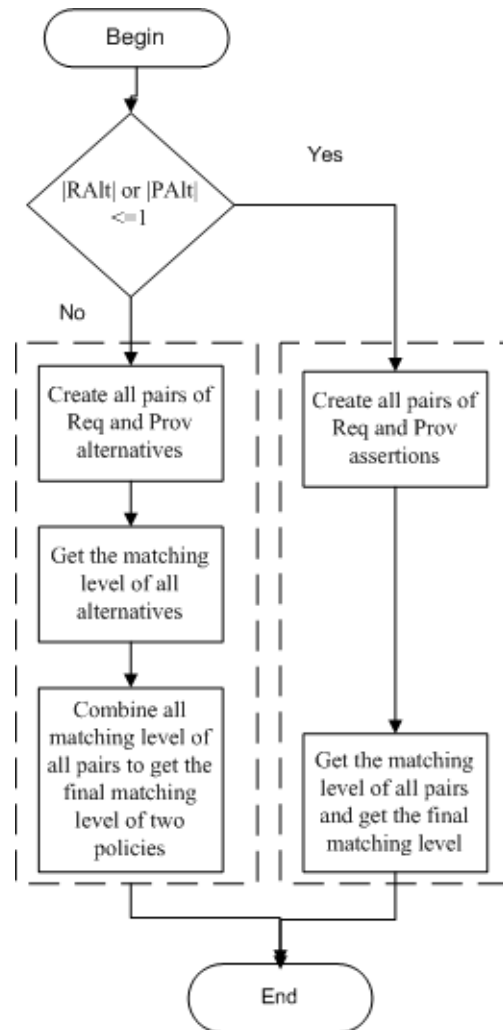 Begin
|RAlt| or |PAlt|
<=1
Yes
No
Create all pairs of
Req and Prov
alternatives
Get the matching
level of all
alternatives
Combine all
matching level of
all pairs to get the
final matching
level of two
policies
Create all pairs of
Req and Prov
assertions
Get the matching
level of all pairs
and get the final
matching level
End